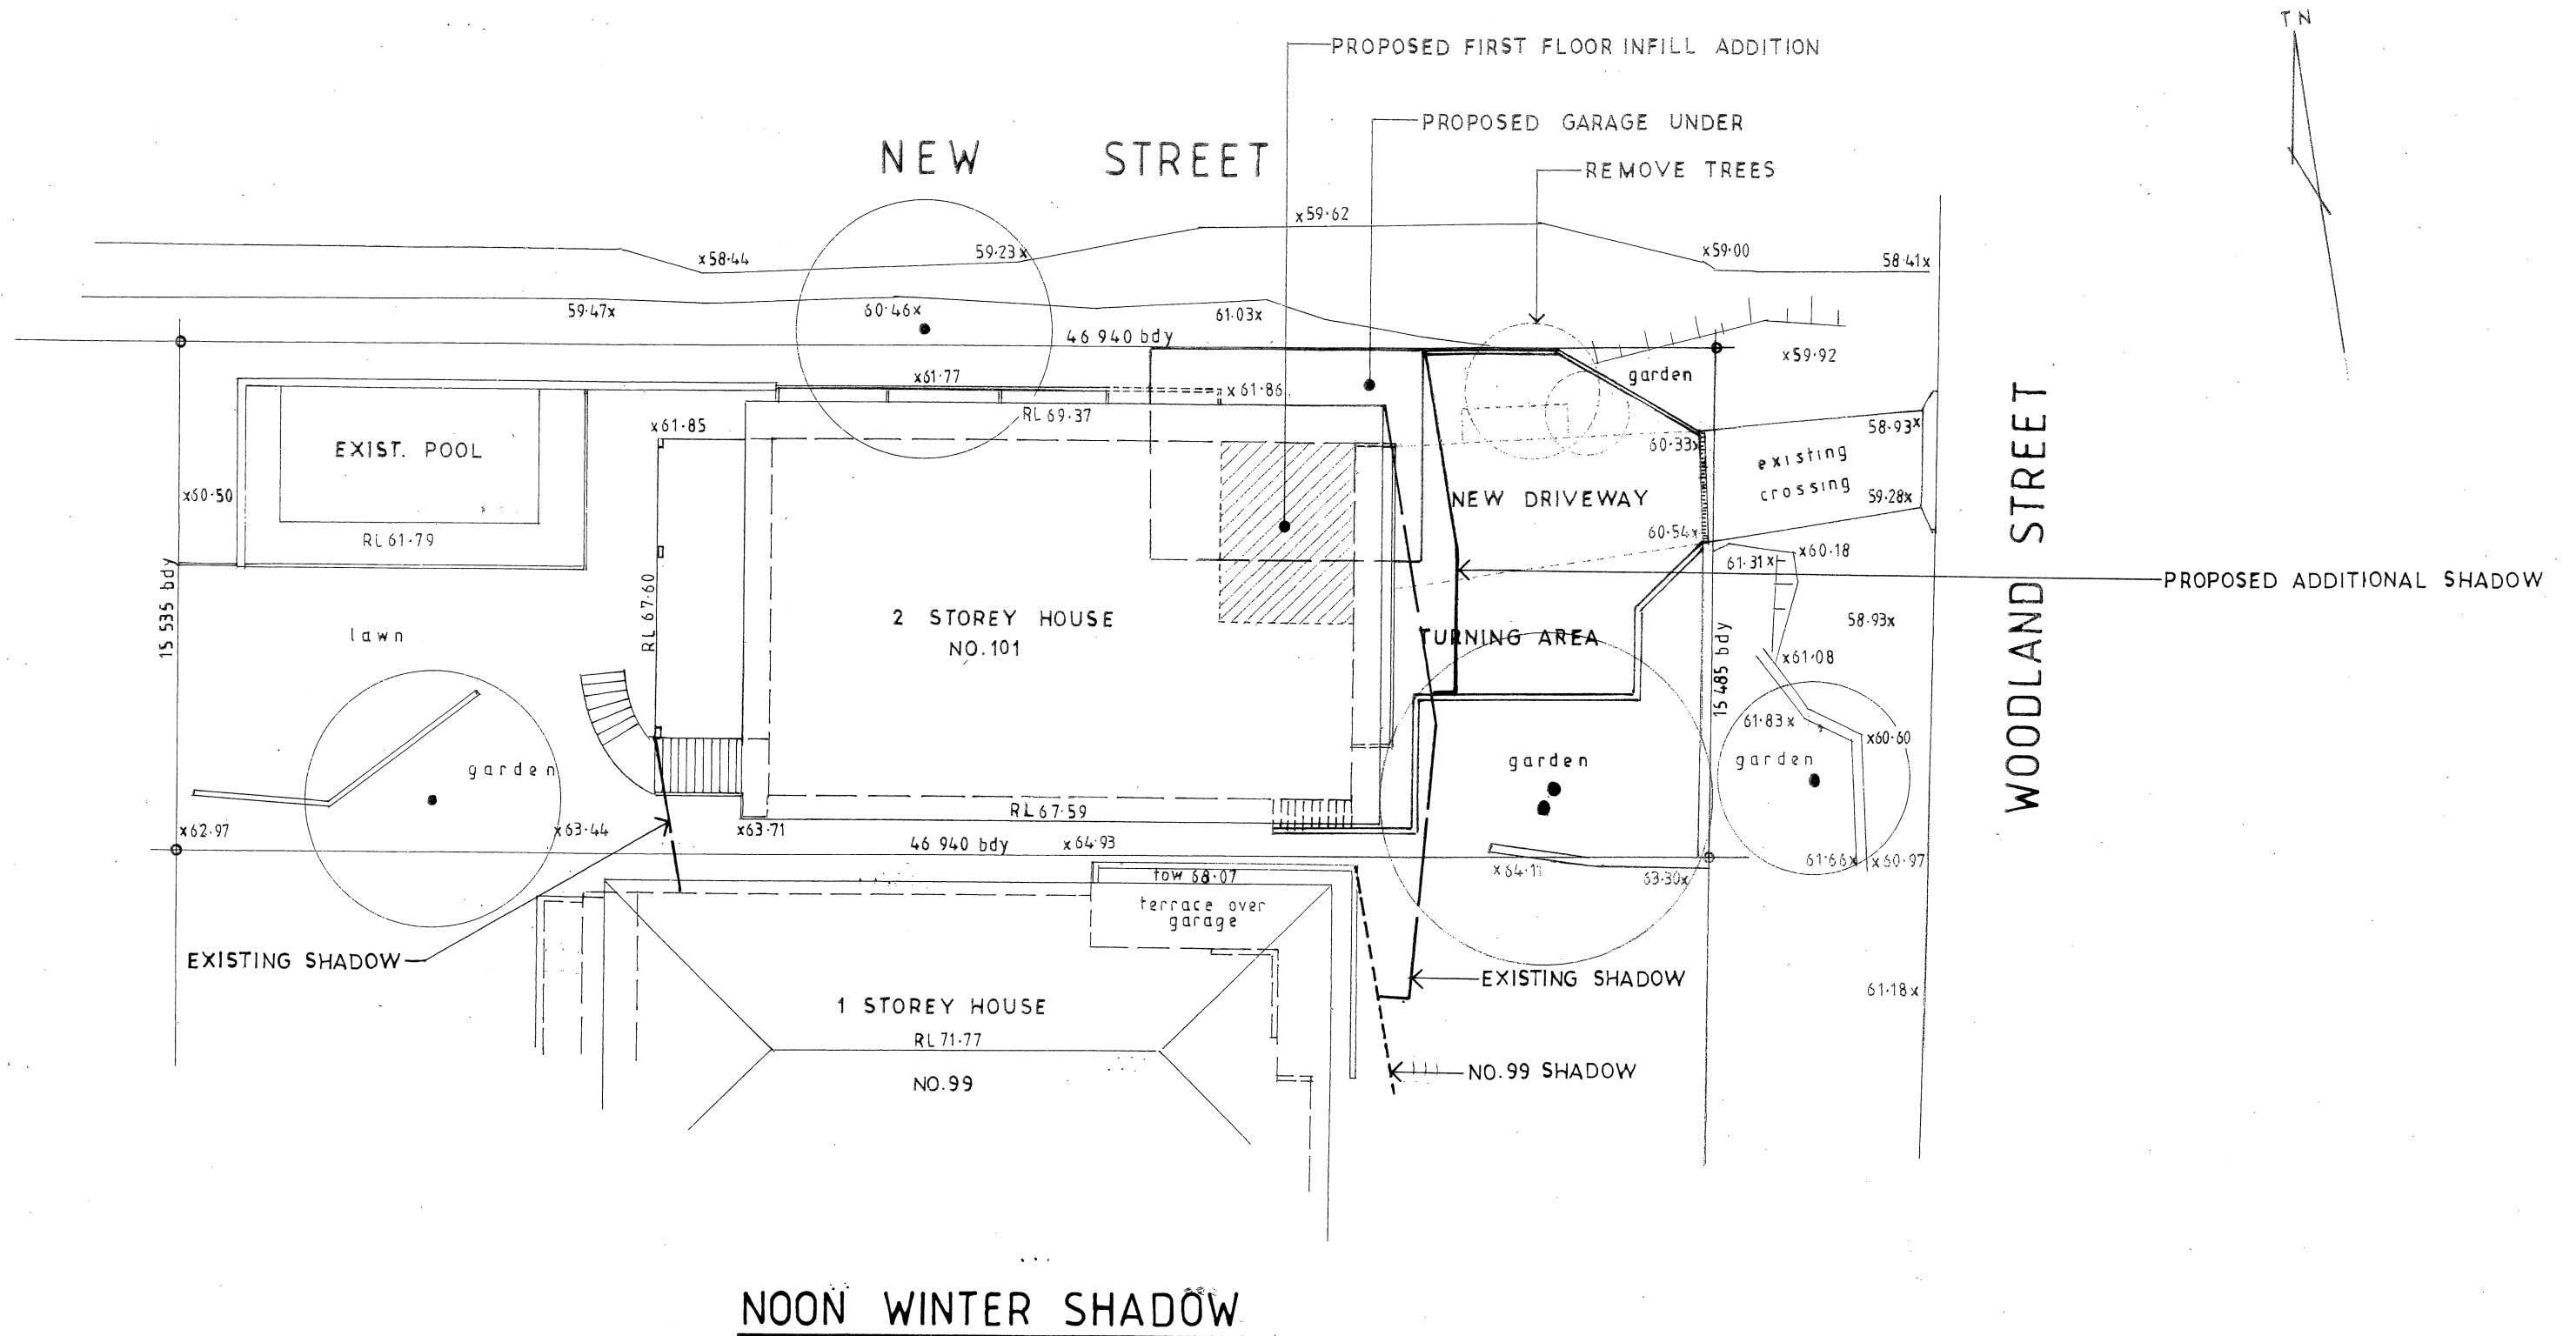 TN
PROPOSED FIRST FLOOR INFILL ADDITION
PROPOSED GARAGE UNDER
NEW STREET
REMOVE TREES
x59·62
x58·44
59·23x
x59·00
58·41x
59·47x
60·46x
61·03x
46 940 bdy
x59·92
x61·77
x61·86
garden
RL 69·37
x61·85
EXIST. POOL
58·93x
60·33x
existing
crossing
x60·50
NEW DRIVEWAY
59·28x
RL 61·79
60·54x
x60·18
61·31x
WOODLAND STREET
PROPOSED ADDITIONAL SHADOW
15 535 bdy
RL 67·60
lawn
2 STOREY HOUSE
NO.101
TURNING AREA
58·93x
x61·08
15 485 bdy
61·83x
x60·60
garden
garden
garden
RL 67·59
x62·97
x63·44
x63·71
46 940 bdy
x64·93
61·66x
x60·97
x64·11
63·30x
tow 68·07
terrace over
garage
EXISTING SHADOW
EXISTING SHADOW
61·18x
1 STOREY HOUSE
RL 71·77
NO.99
NO.99 SHADOW
NOON WINTER SHADOW